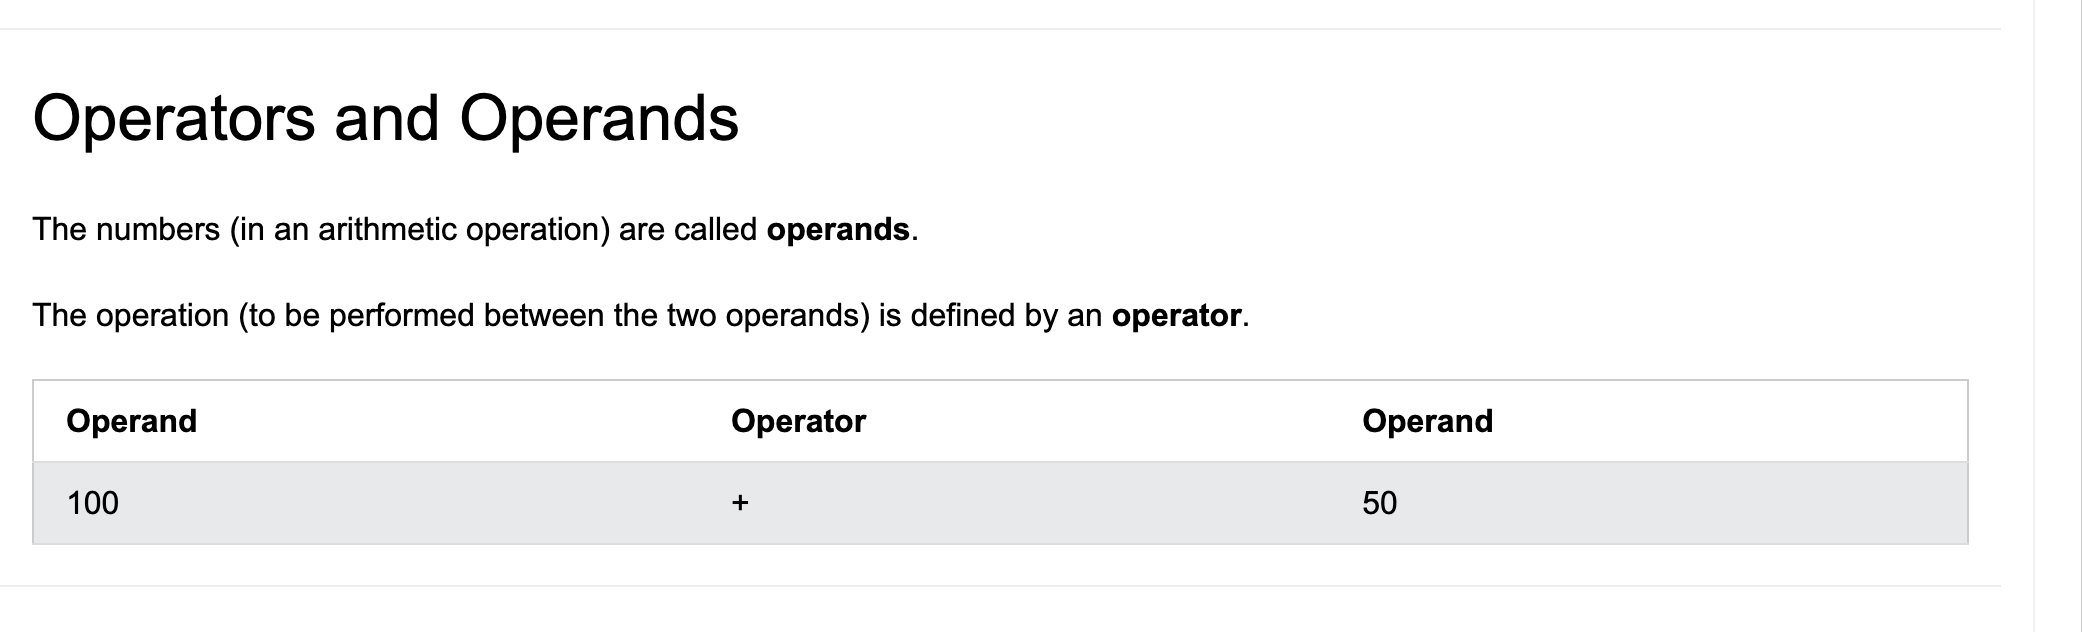 Operators and Operands
The numbers (in an arithmetic operation) are called operands.
The operation (to be performed between the two operands) is defined by an operator.
Operand Operator Operand
100 + 50